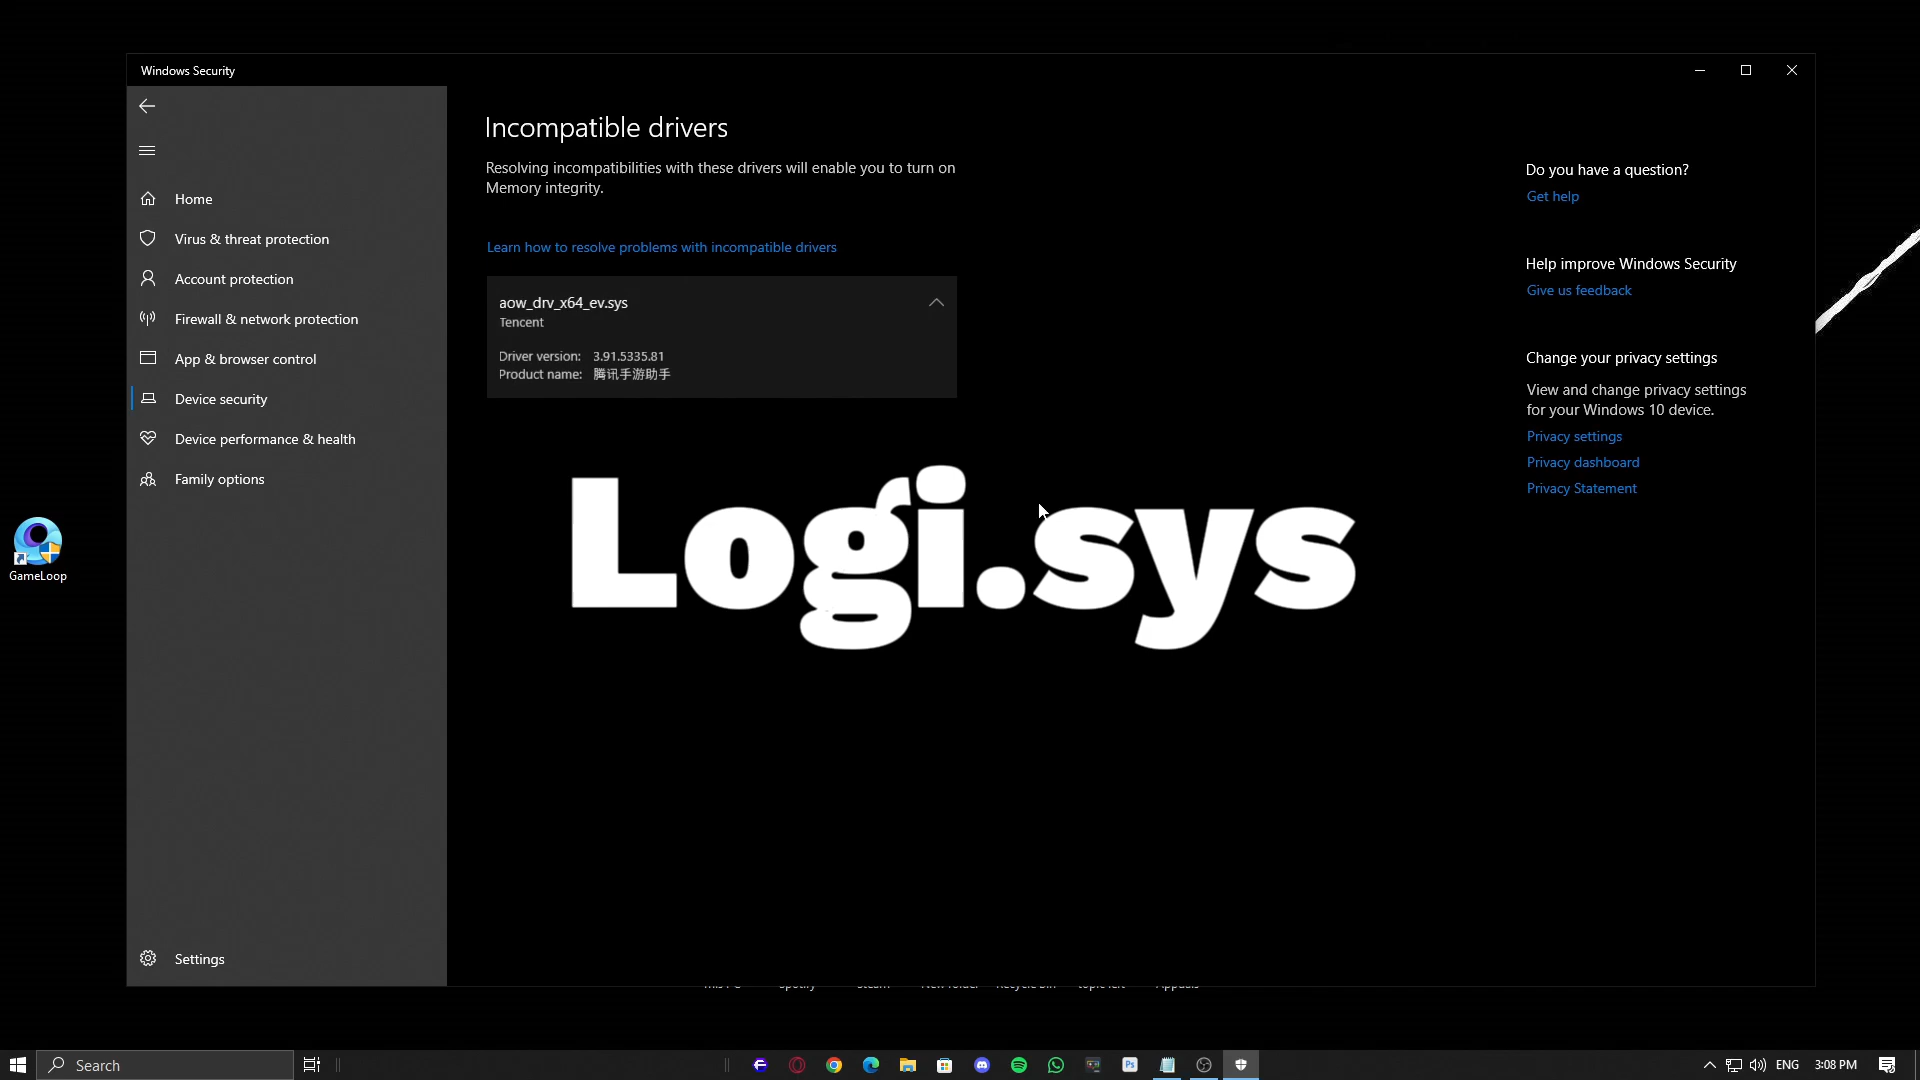 Windows Security
Home
Virus & threat protection
Account protection
Firewall & network protection
App & browser control
Device security
Device performance & health
Family options
Settings
Incompatible drivers
Resolving incompatibilities with these drivers will enable you to turn on
Memory integrity.
Learn how to resolve problems with incompatible drivers
aow_drv_x64_ev.sys
Tencent
Driver version: 3.91.5335.81
Product name: 腾讯手游助手
Logi.sys
Do you have a question?
Get help
Help improve Windows Security
Give us feedback
Change your privacy settings
View and change privacy settings
for your Windows 10 device.
Privacy settings
Privacy dashboard
Privacy Statement
GameLoop
Search
Ps
ENG
3:08 PM